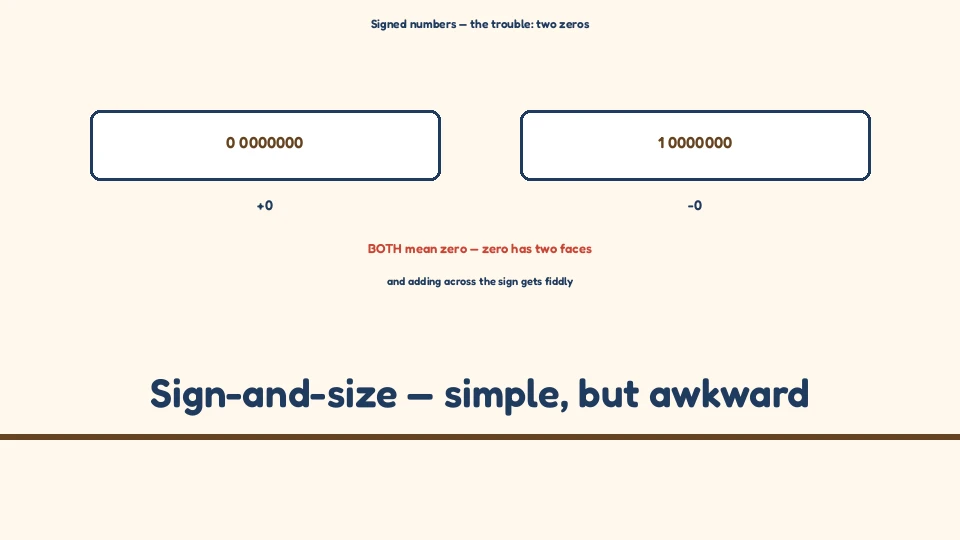 Signed numbers — the trouble: two zeros
0 0000000
1 0000000
+0
-0
BOTH mean zero — zero has two faces
and adding across the sign gets fiddly
Sign-and-size — simple, but awkward